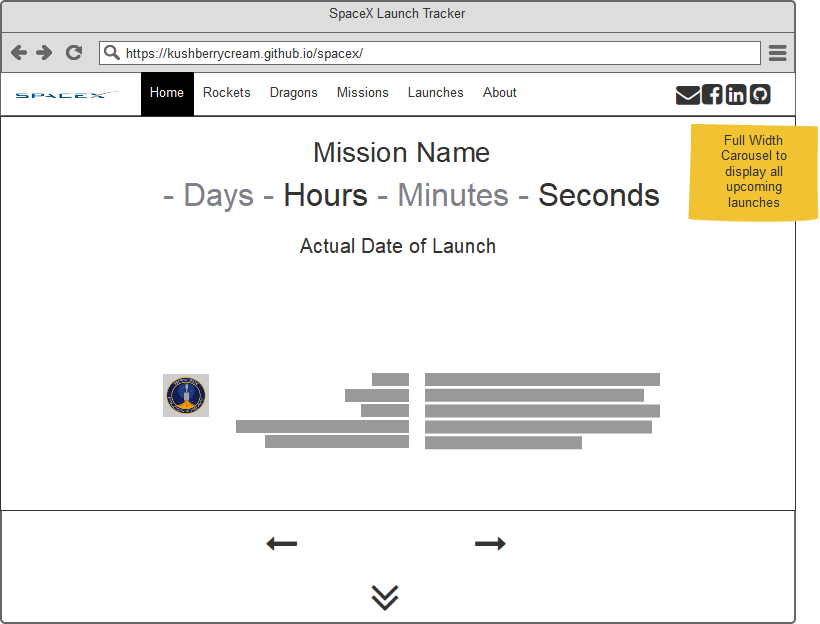 SpaceX Launch Tracker
https://kushberrycream.github.io/spacex/
SPACEX
Home Rockets Dragons Missions Launches About
Full Width
Carousel to
display all
upcoming
launches
Mission Name
- Days - Hours - Minutes - Seconds
Actual Date of Launch